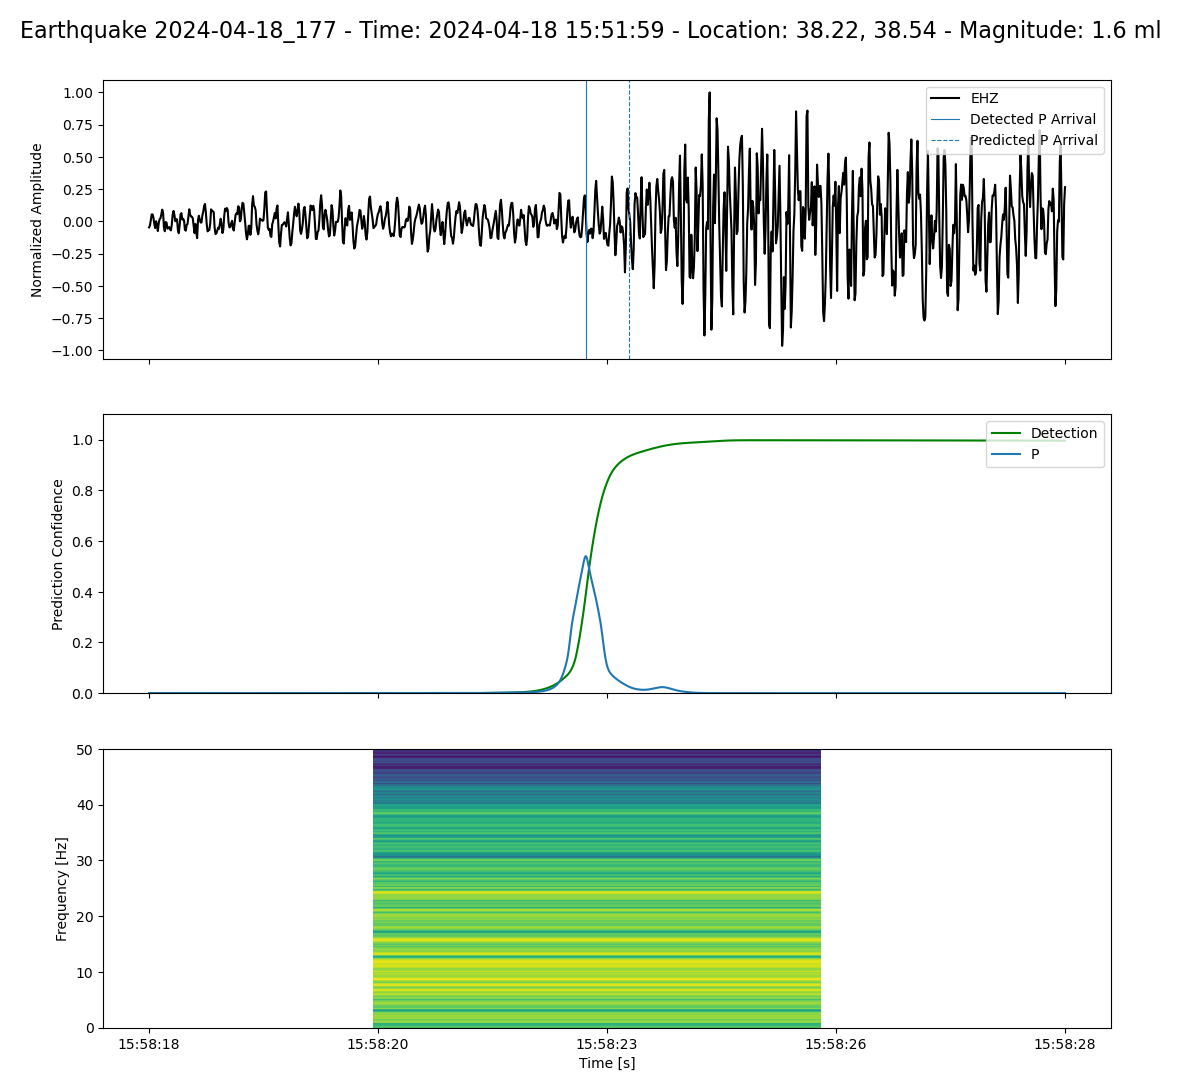 Earthquake 2024-04-18_177 - Time: 2024-04-18 15:51:59 - Location: 38.22, 38.54 - Magnitude: 1.6 ml
EHZ
Detected P Arrival
Predicted P Arrival
1.00
0.75
0.50
0.25
0.00
−0.25
−0.50
−0.75
−1.00
Normalized Amplitude
Detection
P
1.0
0.8
0.6
0.4
0.2
0.0
Prediction Confidence
50
40
30
20
10
0
Frequency [Hz]
15:58:18 15:58:20 15:58:23 15:58:26 15:58:28
Time [s]